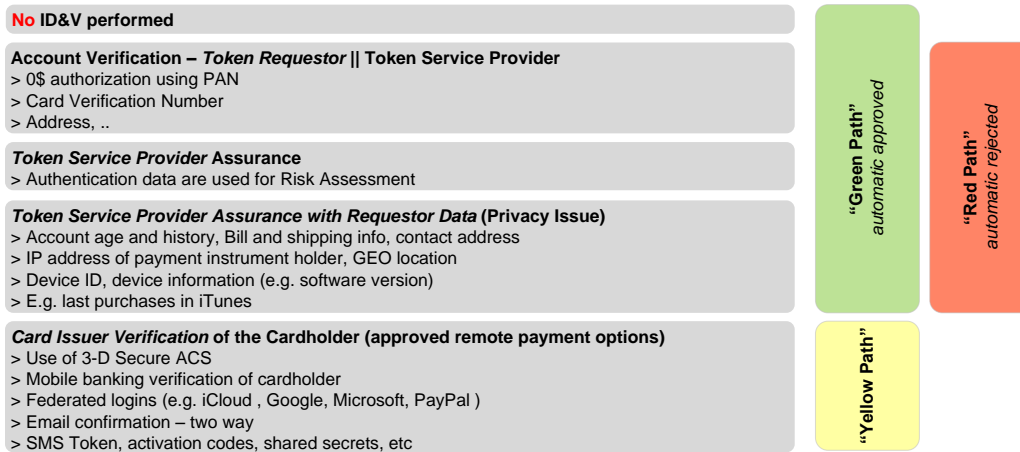 No ID&V performed
Account Verification – Token Requestor || Token Service Provider
> 0$ authorization using PAN
> Card Verification Number
> Address, ..
Token Service Provider Assurance
> Authentication data are used for Risk Assessment
Token Service Provider Assurance with Requestor Data (Privacy Issue)
> Account age and history, Bill and shipping info, contact address
> IP address of payment instrument holder, GEO location
> Device ID, device information (e.g. software version)
> E.g. last purchases in iTunes
Card Issuer Verification of the Cardholder (approved remote payment options)
> Use of 3-D Secure ACS
> Mobile banking verification of cardholder
> Federated logins (e.g. iCloud , Google, Microsoft, PayPal )
> Email confirmation – two way
> SMS Token, activation codes, shared secrets, etc
“Green Path”
automatic approved
“Red Path”
automatic rejected
“Yellow Path”